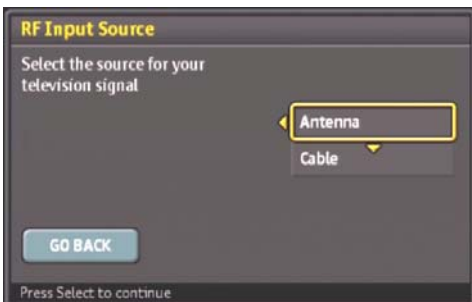 RF Input Source
Select the source for your
television signal
Antenna
Cable
GO BACK
Press Select to continue